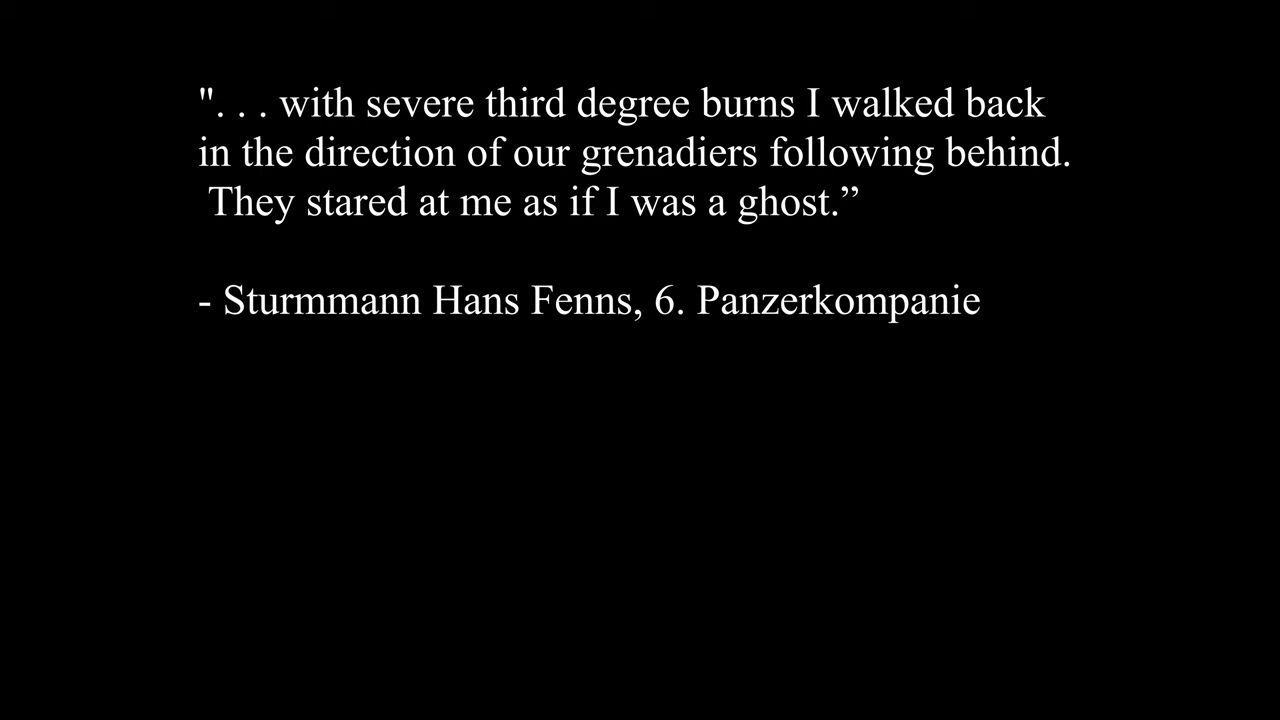 ". . . with severe third degree burns I walked back
in the direction of our grenadiers following behind.
They stared at me as if I was a ghost.”
- Sturmmann Hans Fenns, 6. Panzerkompanie